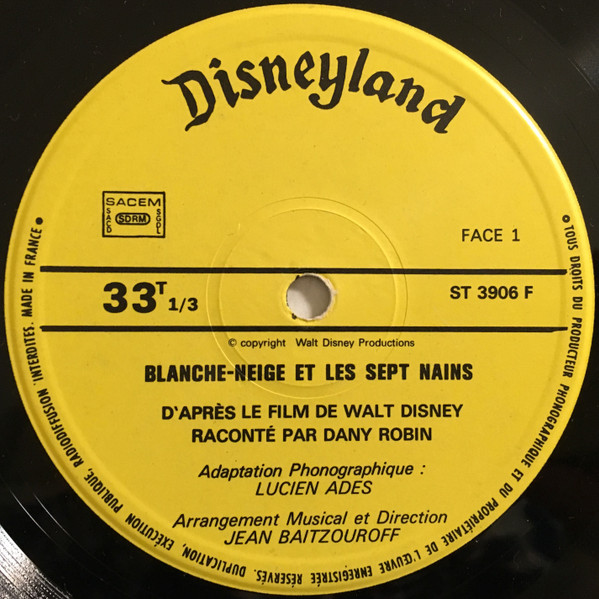 Disneyland
SACEM
SACD
SDRM
SGDL
FACE 1
33T 1/3
ST 3906 F
© copyright Walt Disney Productions
BLANCHE-NEIGE ET LES SEPT NAINS
D'APRÈS LE FILM DE WALT DISNEY
RACONTÉ PAR DANY ROBIN
Adaptation Phonographique :
LUCIEN ADES
Arrangement Musical et Direction
JEAN BAITZOUROFF
TOUS DROITS DU PRODUCTEUR PHONOGRAPHIQUE ET DU PROPRIÉTAIRE DE L'ŒUVRE ENREGISTRÉE RÉSERVÉS. DUPLICATION, EXÉCUTION PUBLIQUE, RADIODIFFUSION INTERDITES. MADE IN FRANCE